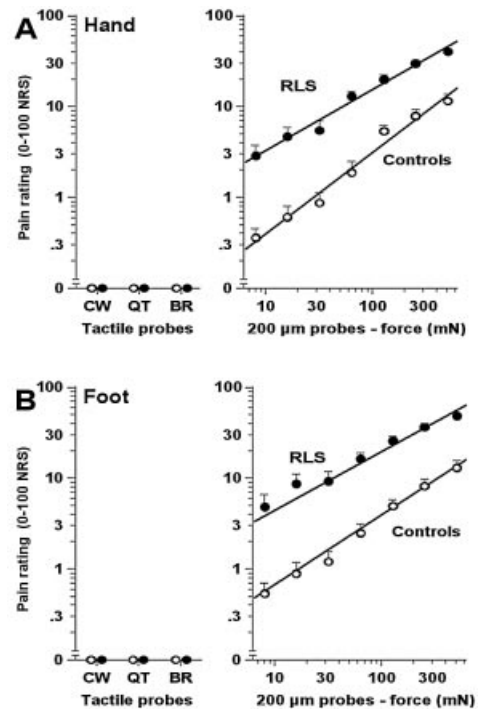 A Hand
Pain rating (0-100 NRS)
100
30
10
3
1
.3
0
CW QT BR
Tactile probes
100
30
10
3
1
.3
0
RLS
Controls
10 30 100 300
200 µm probes – force (mN)
B Foot
Pain rating (0-100 NRS)
100
30
10
3
1
.3
0
CW QT BR
Tactile probes
100
30
10
3
1
.3
0
RLS
Controls
10 30 100 300
200 µm probes – force (mN)